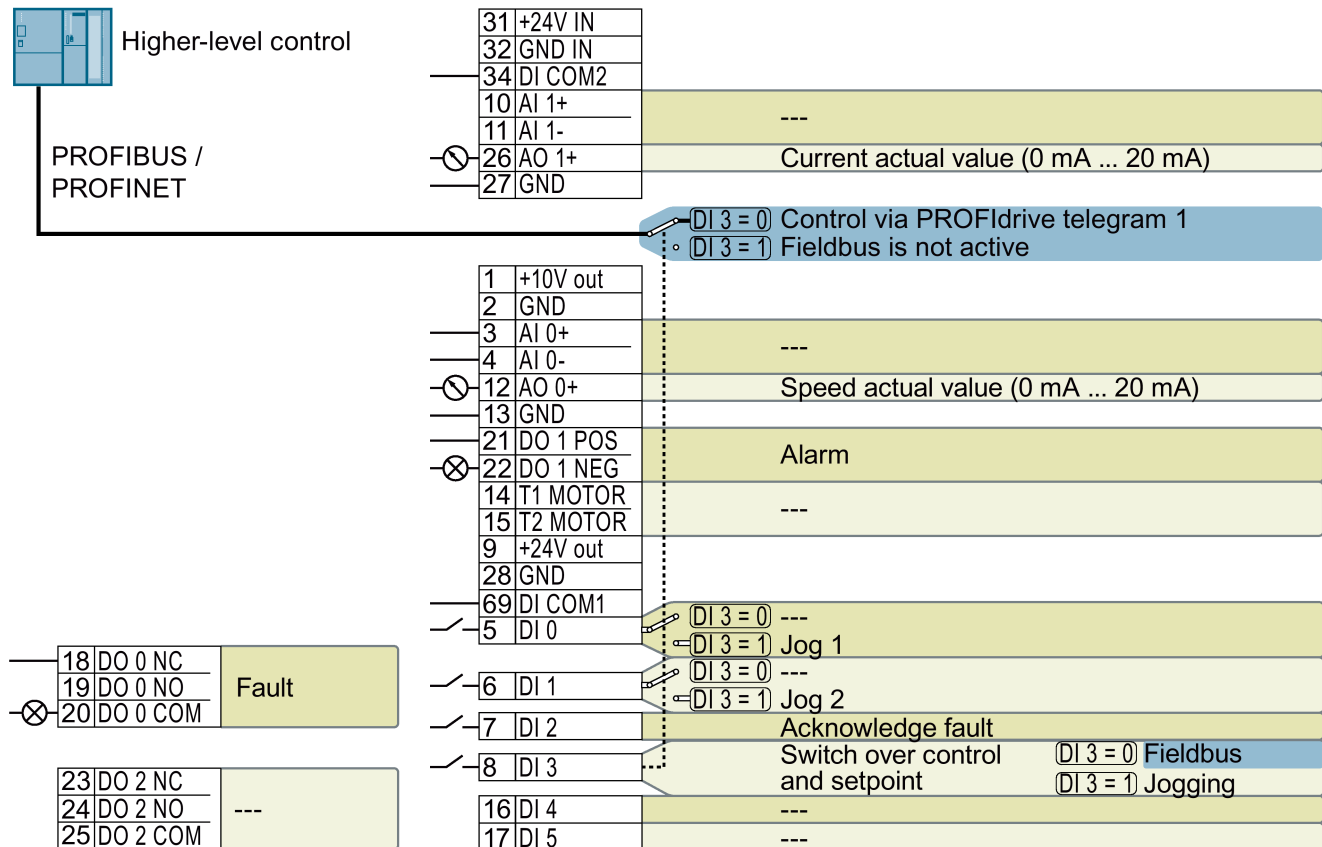 Higher-level control
PROFIBUS /
PROFINET
31 +24V IN
32 GND IN
34 DI COM2
10 AI 1+
11 AI 1-
---
26 AO 1+ Current actual value (0 mA ... 20 mA)
27 GND
DI 3 = 0 Control via PROFIdrive telegram 1
DI 3 = 1 Fieldbus is not active
1 +10V out
2 GND
3 AI 0+
4 AI 0-
---
12 AO 0+ Speed actual value (0 mA ... 20 mA)
13 GND
21 DO 1 POS
22 DO 1 NEG
Alarm
14 T1 MOTOR
15 T2 MOTOR
---
9 +24V out
28 GND
69 DI COM1
5 DI 0
DI 3 = 0 ---
DI 3 = 1 Jog 1
6 DI 1
DI 3 = 0 ---
DI 3 = 1 Jog 2
7 DI 2 Acknowledge fault
8 DI 3
Switch over control
and setpoint
DI 3 = 0 Fieldbus
DI 3 = 1 Jogging
16 DI 4 ---
17 DI 5 ---
18 DO 0 NC
19 DO 0 NO
20 DO 0 COM
Fault
23 DO 2 NC
24 DO 2 NO
25 DO 2 COM
---